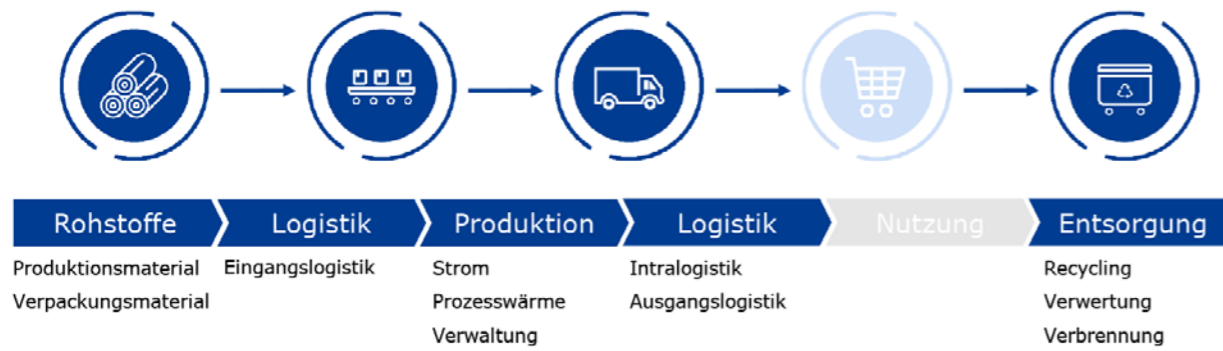 Rohstoffe
Logistik
Produktion
Logistik
Nutzung
Entsorgung
Produktionsmaterial
Verpackungsmaterial
Eingangslogistik
Strom
Prozesswärme
Verwaltung
Intralogistik
Ausgangslogistik
Recycling
Verwertung
Verbrennung